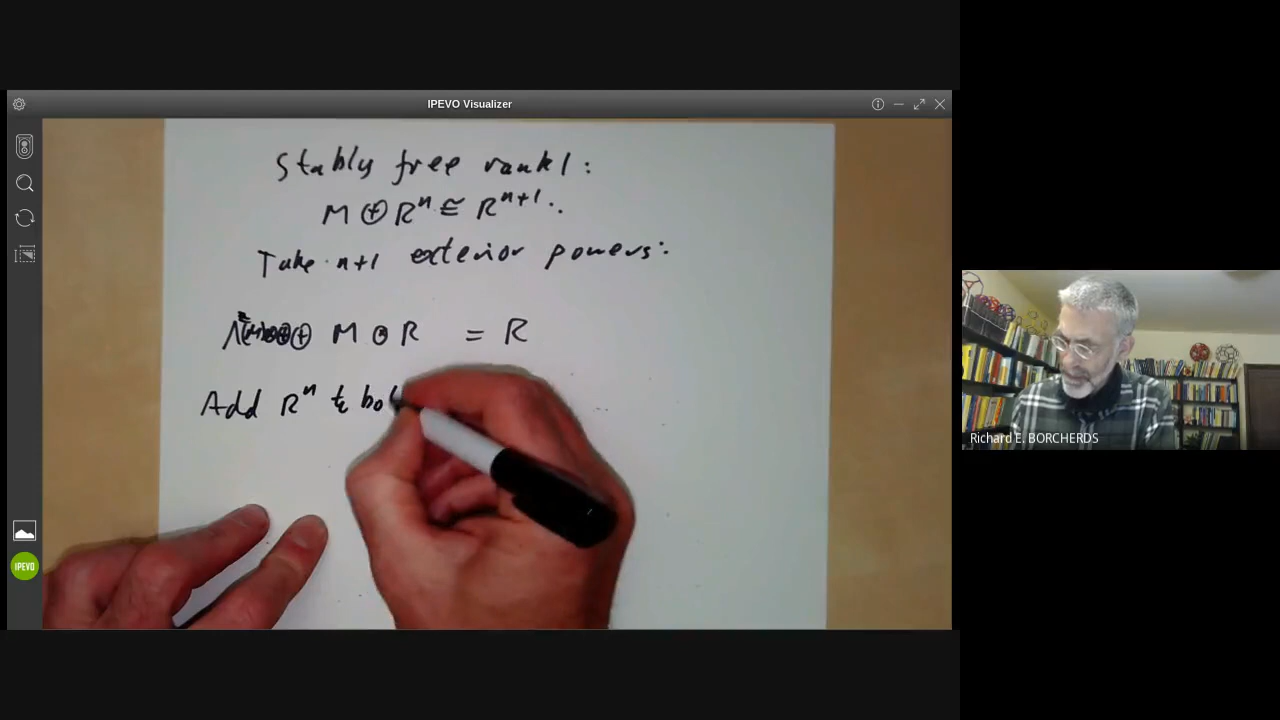 IPEVO Visualizer
Stably free rank 1:
M ⊕ Rⁿ ≅ Rⁿ⁺¹.
Take n+1 exterior powers:
M ⊗ R = R
Add Rⁿ to bot
IPEVO
Richard E. BORCHERDS